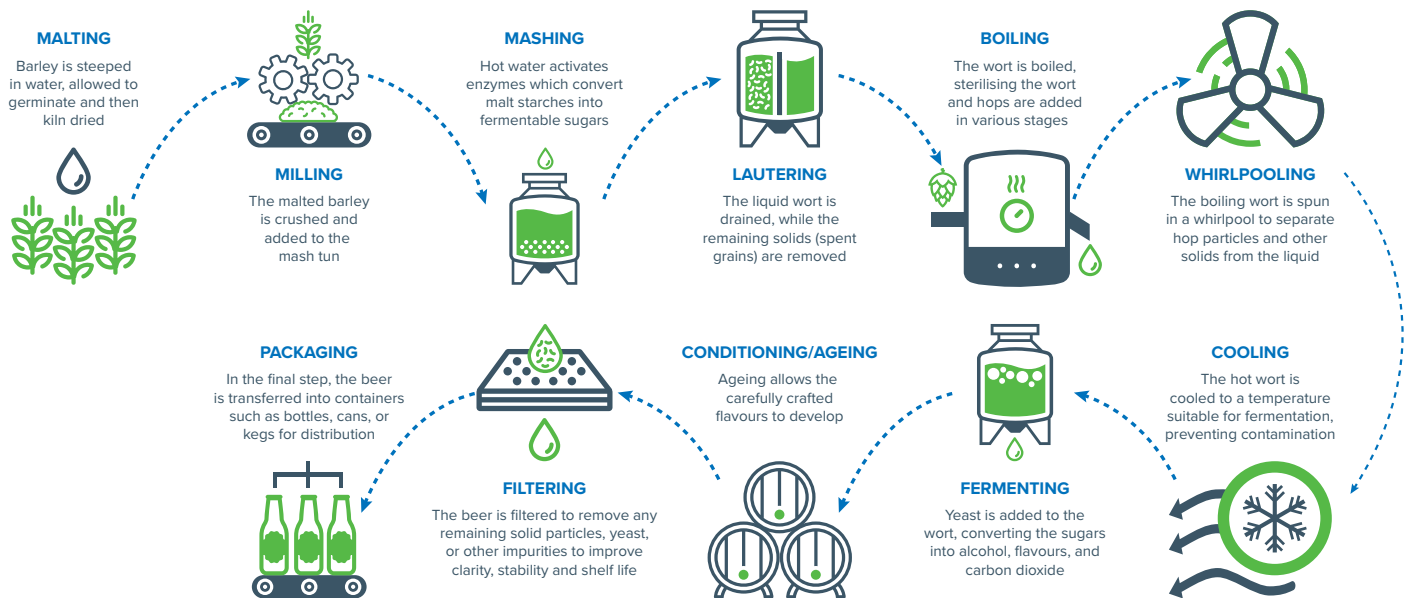 MALTING
Barley is steeped
in water, allowed to
germinate and then
kiln dried
MILLING
The malted barley
is crushed and
added to the
mash tun
MASHING
Hot water activates
enzymes which convert
malt starches into
fermentable sugars
LAUTERING
The liquid wort is
drained, while the
remaining solids (spent
grains) are removed
BOILING
The wort is boiled,
sterilising the wort
and hops are added
in various stages
WHIRLPOOLING
The boiling wort is spun
in a whirlpool to separate
hop particles and other
solids from the liquid
COOLING
The hot wort is
cooled to a temperature
suitable for fermentation,
preventing contamination
FERMENTING
Yeast is added to the
wort, converting the sugars
into alcohol, flavours, and
carbon dioxide
CONDITIONING/AGEING
Ageing allows the
carefully crafted
flavours to develop
FILTERING
The beer is filtered to remove any
remaining solid particles, yeast,
or other impurities to improve
clarity, stability and shelf life
PACKAGING
In the final step, the beer
is transferred into containers
such as bottles, cans, or
kegs for distribution